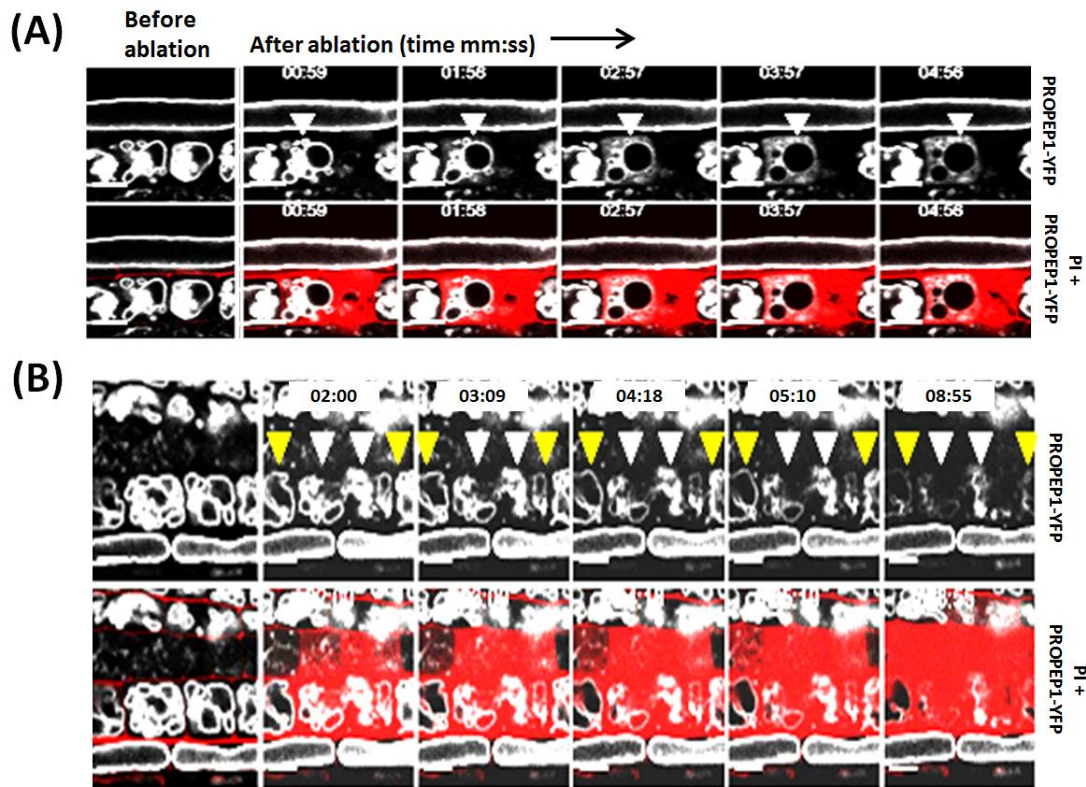 (A)
Before
ablation
After ablation (time mm:ss)
00:59
01:58
02:57
03:57
04:56
PROPEP1-YFP
00:59
01:58
02:57
03:57
04:56
PI +
PROPEP1-YFP
(B)
02:00
03:09
04:18
05:10
08:55
PROPEP1-YFP
PI +
PROPEP1-YFP